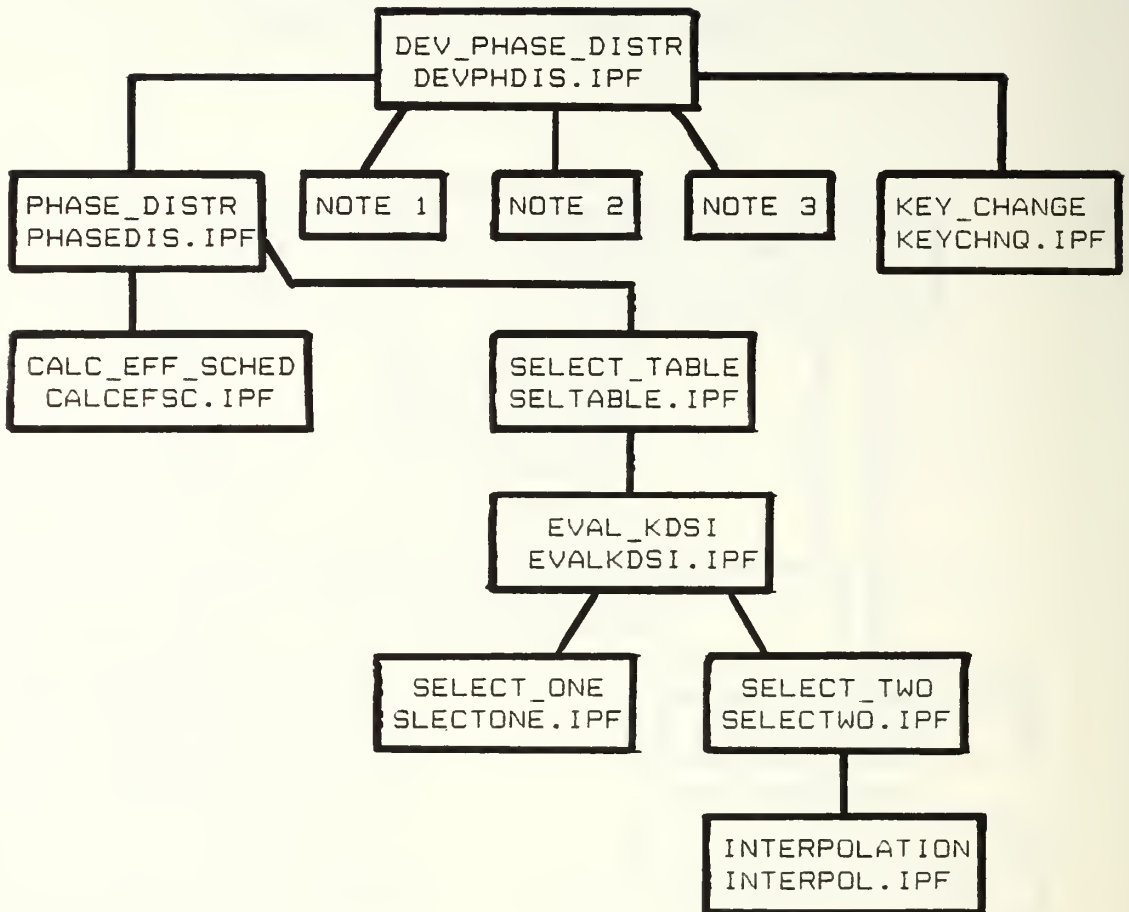 DEV_PHASE_DISTR
DEVPHDIS.IPF
PHASE_DISTR
PHASEDIS.IPF
NOTE 1
NOTE 2
NOTE 3
KEY_CHANGE
KEYCHNQ.IPF
CALC_EFF_SCHED
CALCEFSC.IPF
SELECT_TABLE
SELTABLE.IPF
EVAL_KDSI
EVALKDSI.IPF
SELECT_ONE
SLECTONE.IPF
SELECT_TWO
SELECTWO.IPF
INTERPOLATION
INTERPOL.IPF